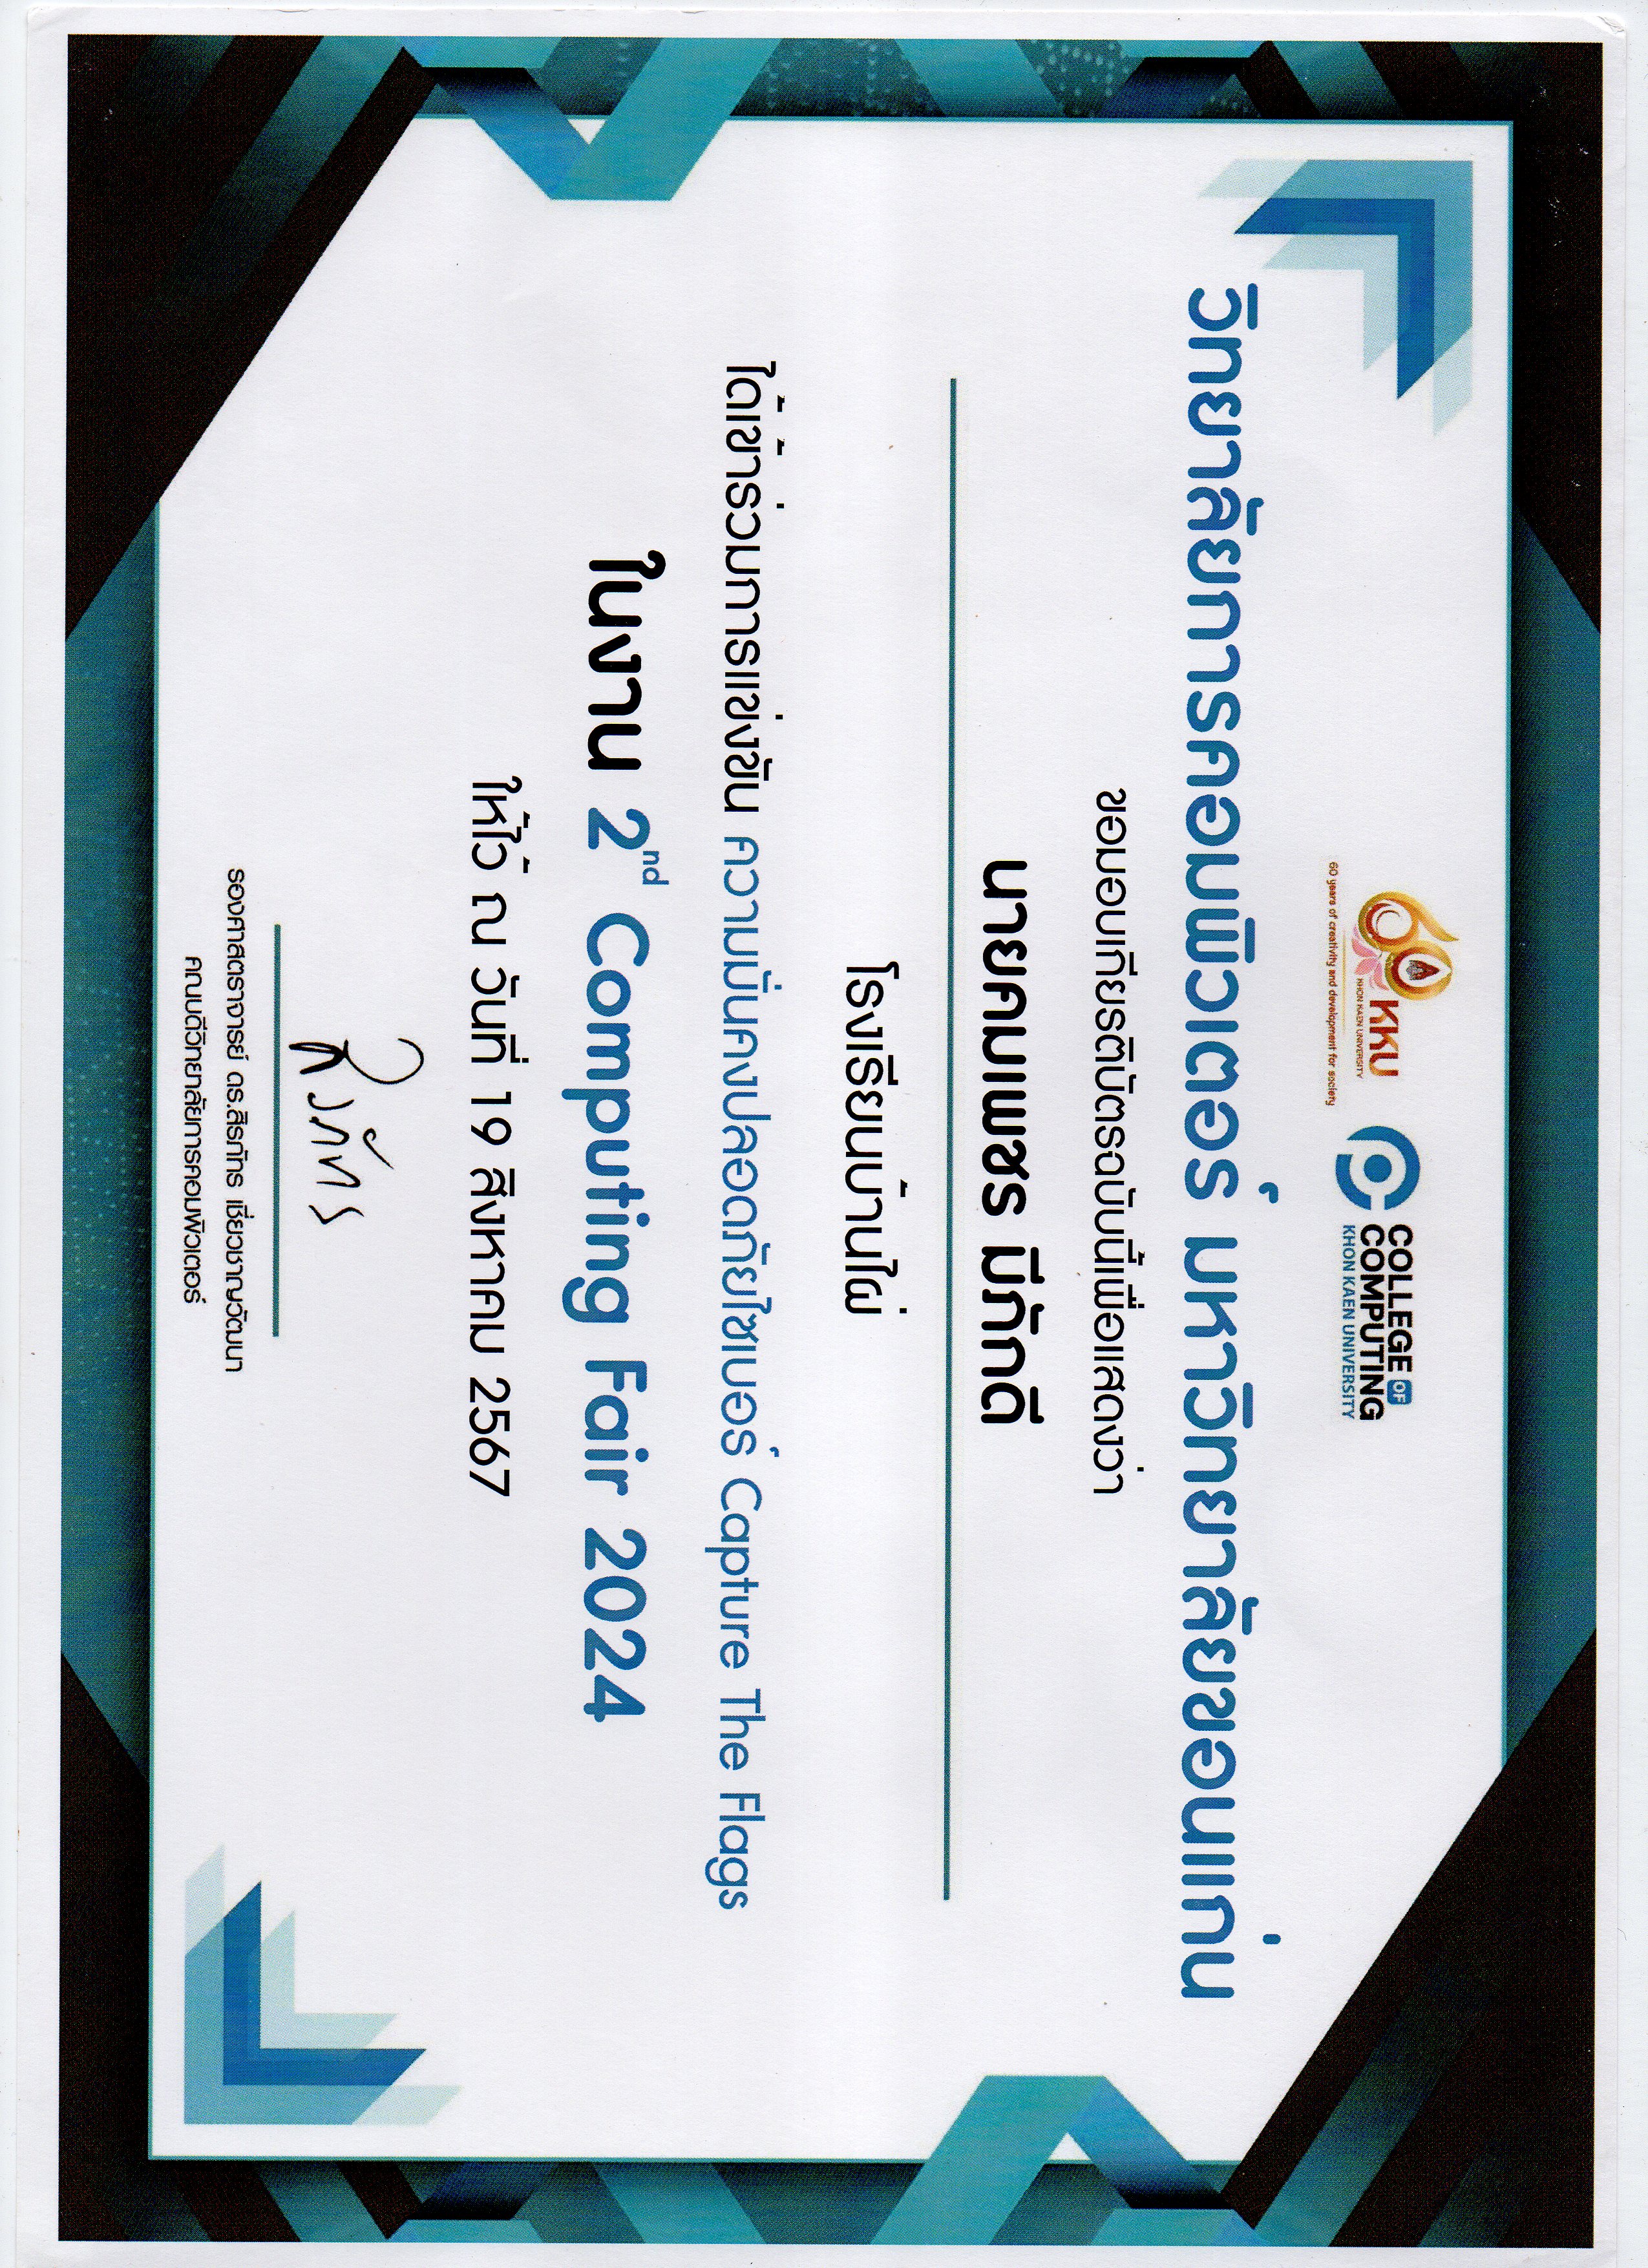 60 KKU
KHON KAEN UNIVERSITY
60 years of creativity and development for society
COLLEGE OF
COMPUTING
KHON KAEN UNIVERSITY
วิทยาลัยการคอมพิวเตอร์ มหาวิทยาลัยขอนแก่น
ขอมอบเกียรติบัตรฉบับนี้เพื่อแสดงว่า
นายคมเพชร มีภักดี
โรงเรียนบ้านไผ่
ได้เข้าร่วมการแข่งขัน ความมั่นคงปลอดภัยไซเบอร์ Capture The Flags
ในงาน 2nd Computing Fair 2024
ให้ไว้ ณ วันที่ 19 สิงหาคม 2567
สิรภัทร
รองศาสตราจารย์ ดร.สิรภัทร เชี่ยวชาญวัฒนา
คณบดีวิทยาลัยการคอมพิวเตอร์